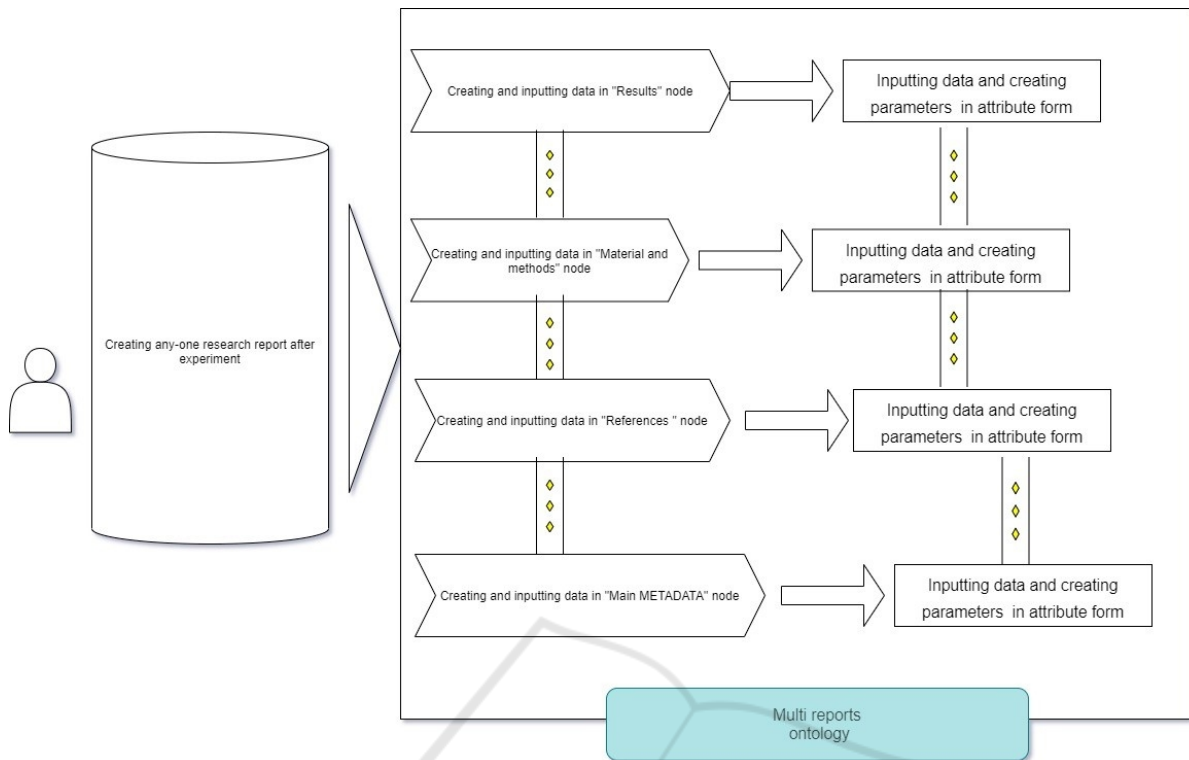 Creating any-one research report after
experiment
Creating and inputting data in "Results" node
Inputting data and creating
parameters in attribute form
Creating and inputting data in "Material and
methods" node
Inputting data and creating
parameters in attribute form
Creating and inputting data in "References " node
Inputting data and creating
parameters in attribute form
Creating and inputting data in "Main METADATA" node
Inputting data and creating
parameters in attribute form
Multi reports
ontology